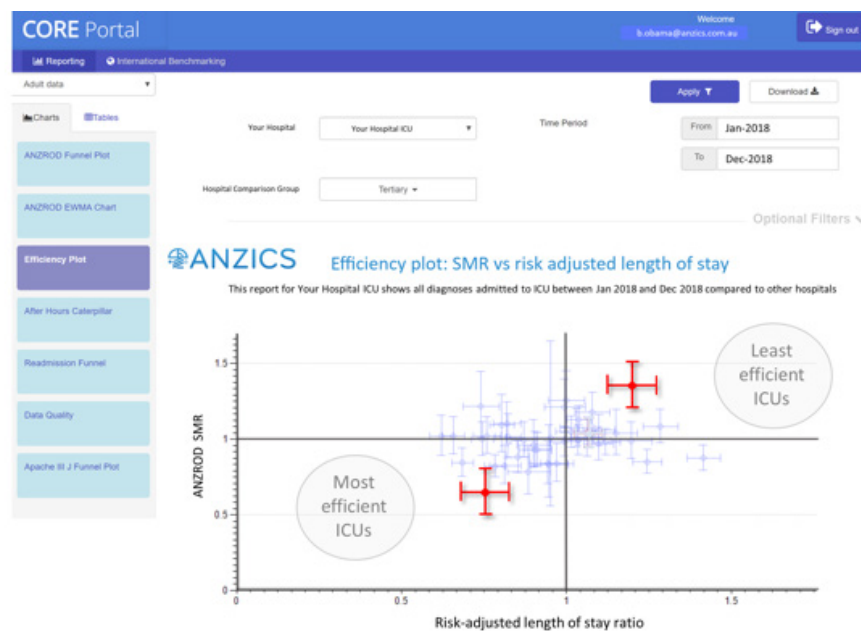 CORE Portal
Welcome
b.obama@anzics.com.au
Sign out
Reporting
International Benchmarking
Adult data
Charts
Tables
ANZROD Funnel Plot
ANZROD EWMA Chart
Efficiency Plot
After Hours Caterpillar
Readmission Funnel
Data Quality
Apache III J Funnel Plot
Apply
Download
Your Hospital
Your Hospital ICU
Time Period
From
Jan-2018
To
Dec-2018
Hospital Comparison Group
Tertiary
Optional Filters
ANZICS
Efficiency plot: SMR vs risk adjusted length of stay
This report for Your Hospital ICU shows all diagnoses admitted to ICU between Jan 2018 and Dec 2018 compared to other hospitals
ANZROD SMR
1.5
1
0.5
0
Least
efficient
ICUs
Most
efficient
ICUs
0
0.5
1
1.5
Risk-adjusted length of stay ratio